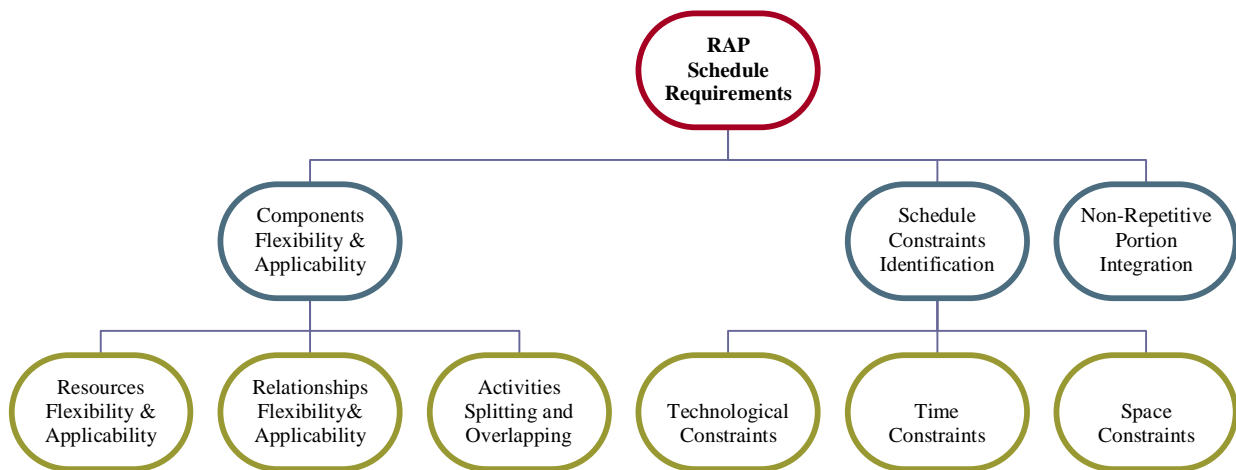 RAP
Schedule
Requirements
Components
Flexibility &
Applicability
Schedule
Constraints
Identification
Non-Repetitive
Portion
Integration
Resources
Flexibility &
Applicability
Relationships
Flexibility&
Applicability
Activities
Splitting and
Overlapping
Technological
Constraints
Time
Constraints
Space
Constraints